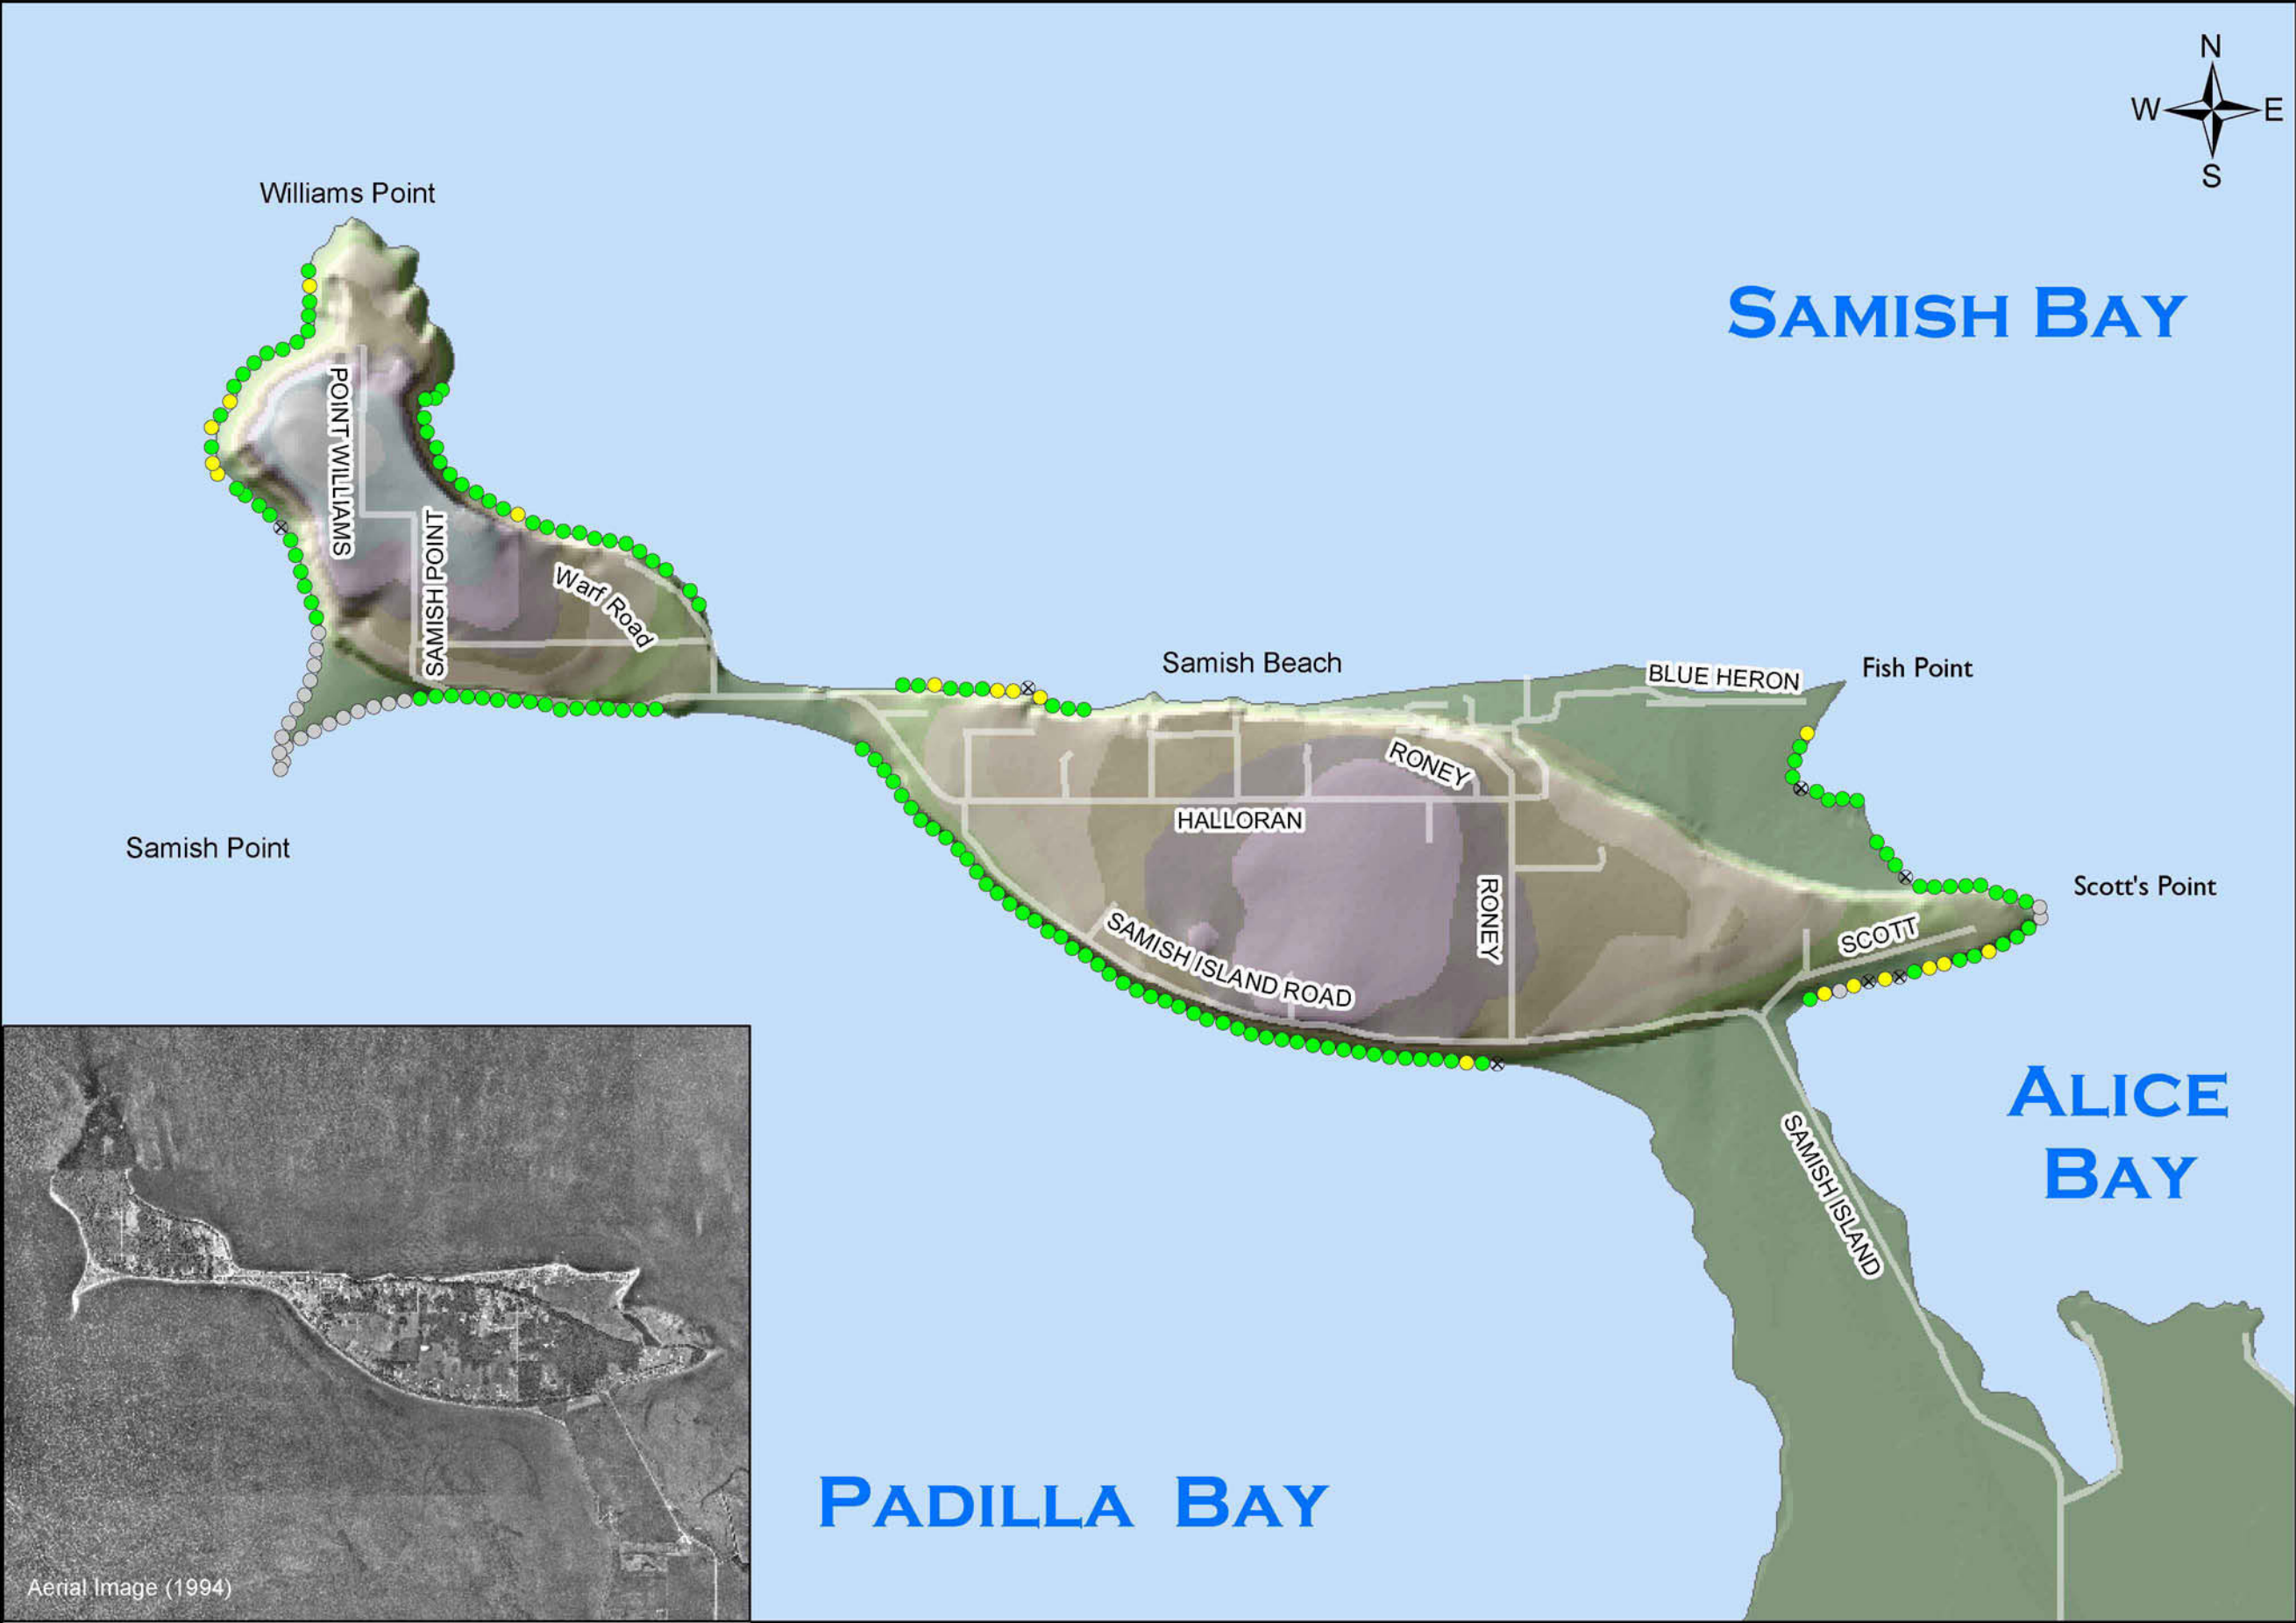 N
W E
S
Williams Point
SAMISH BAY
POINT WILLIAMS
SAMISH POINT
Warf Road
Samish Beach
BLUE HERON
Fish Point
RONEY
HALLORAN
Samish Point
RONEY
Scott's Point
SCOTT
SAMISH ISLAND ROAD
ALICE
BAY
SAMISH ISLAND
PADILLA BAY
Aerial Image (1994)